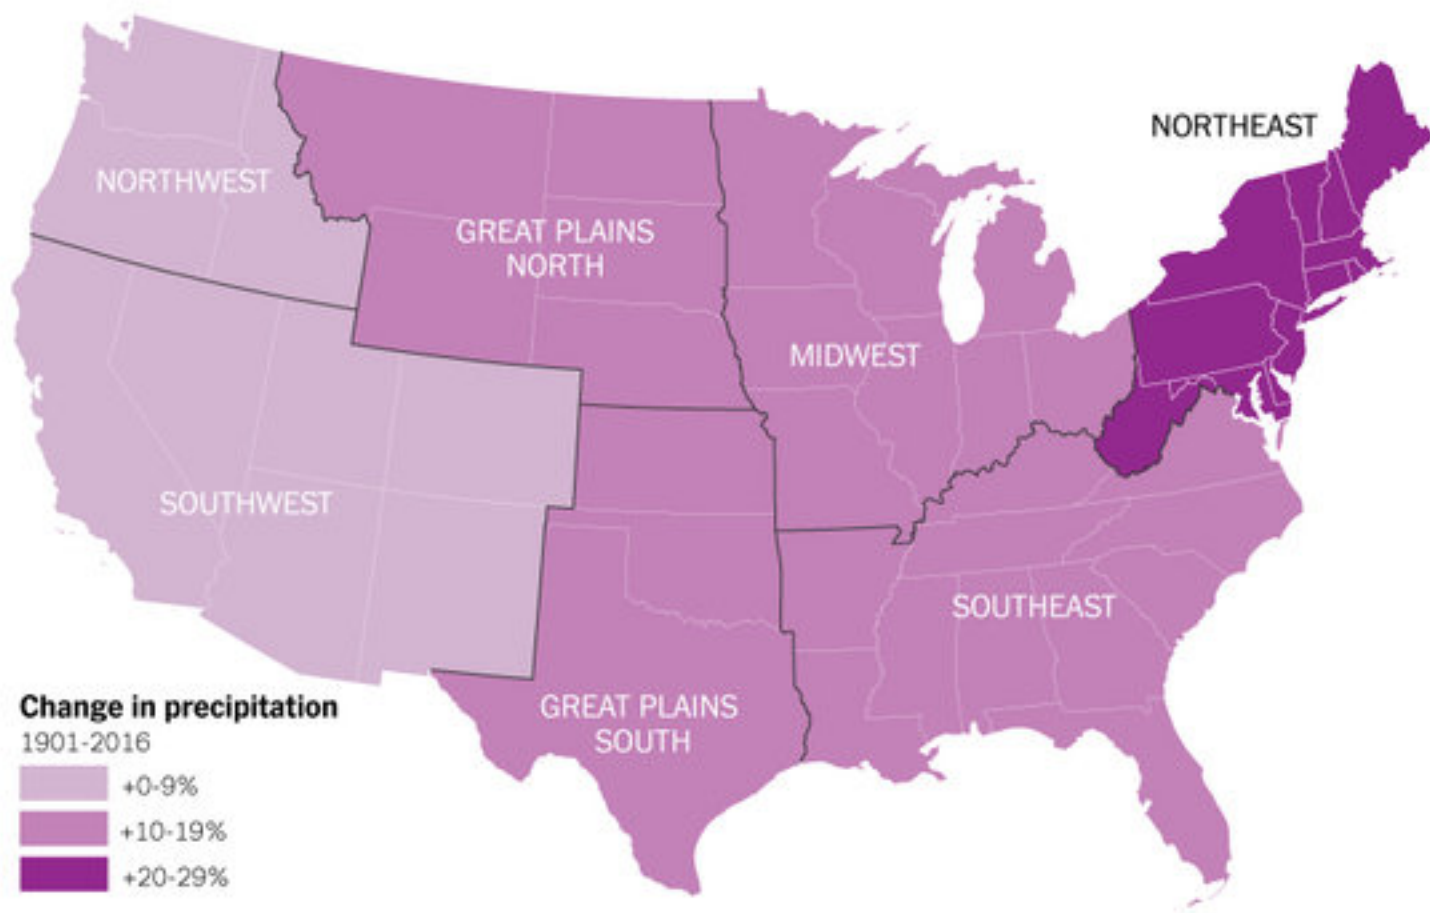 NORTHEAST
NORTHWEST
GREAT PLAINS
NORTH
MIDWEST
SOUTHWEST
SOUTHEAST
GREAT PLAINS
SOUTH
Change in precipitation
1901-2016
+0-9%
+10-19%
+20-29%